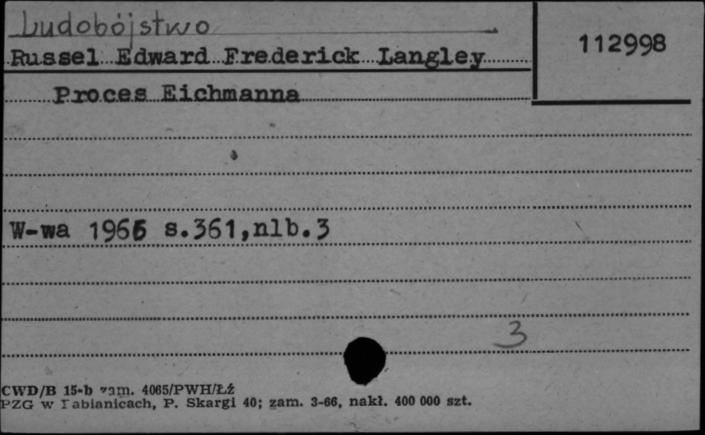 Ludobójstwo
Russel Edward Frederick Langley
112998
Proces Eichmanna
W-wa 1966 s.361,nlb.3
3
CWD/B 15-b zam. 4065/PWH/ŁŹ
PZG w Pabianicach, P. Skargi 40; zam. 3-66, nakł. 400 000 szt.